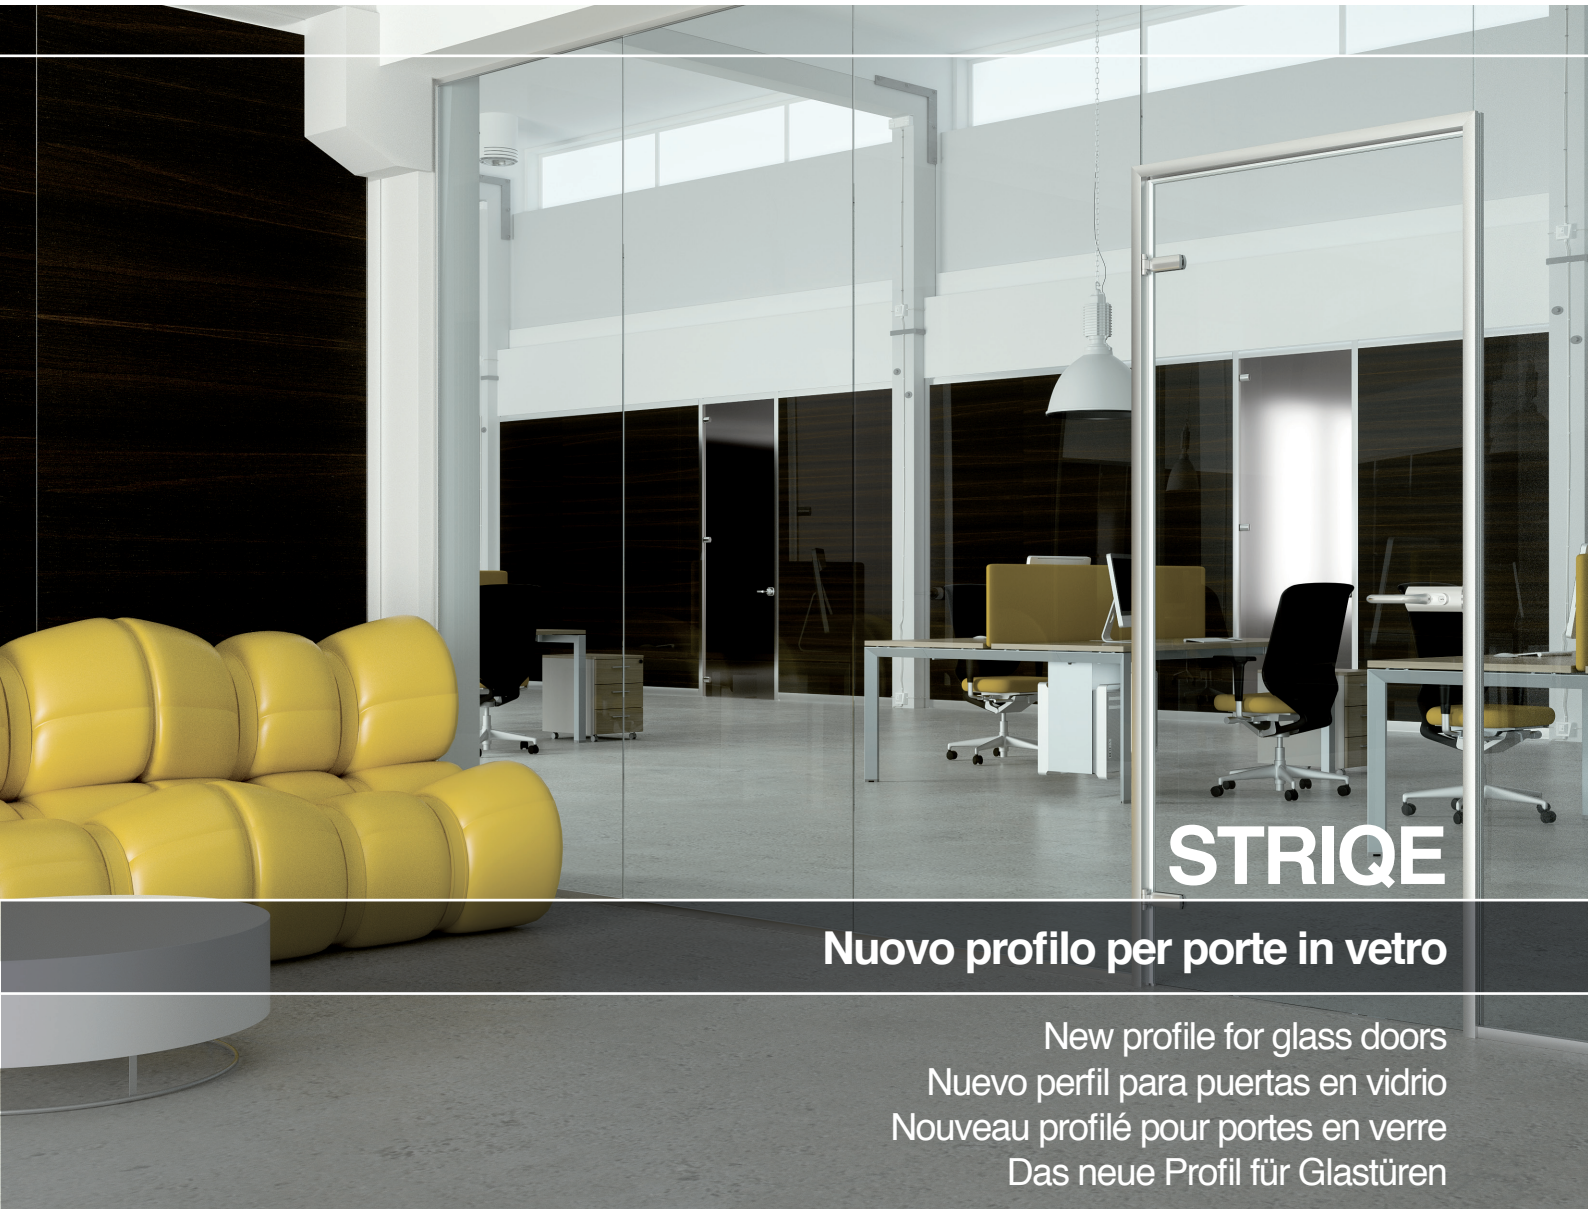 STRIQE
Nuovo profilo per porte in vetro
New profile for glass doors
Nuevo perfil para puertas en vidrio
Nouveau profilé pour portes en verre
Das neue Profil für Glastüren